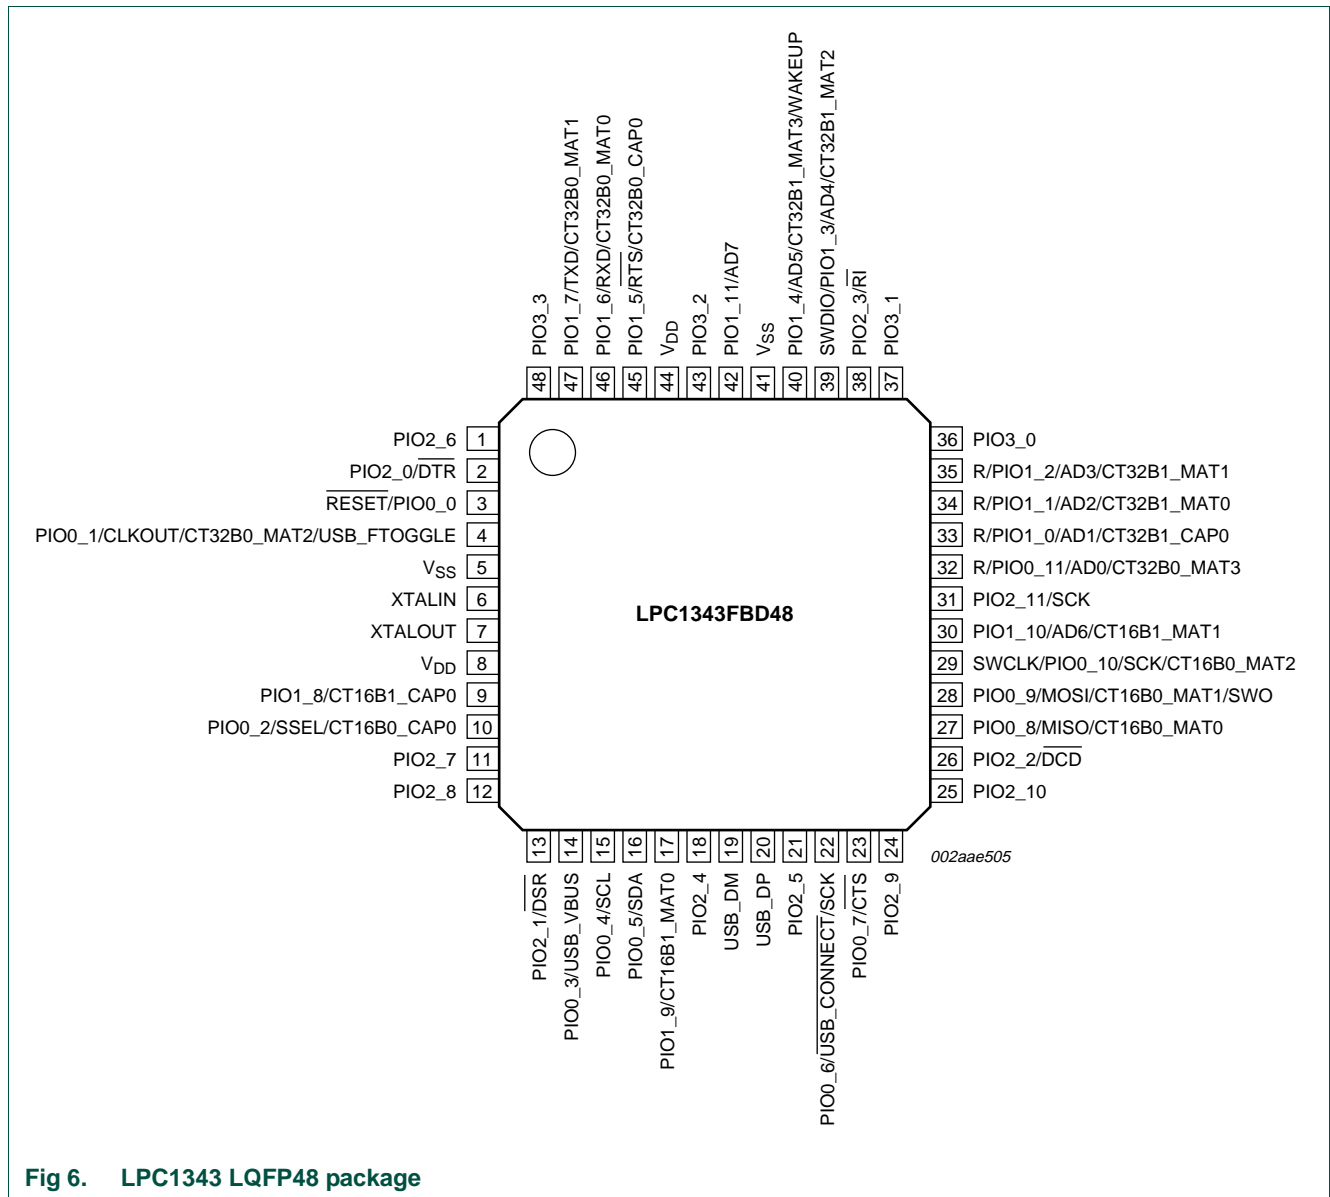 PIO3_3
PIO1_7/TXD/CT32B0_MAT1
PIO1_6/RXD/CT32B0_MAT0
PIO1_5/RTS/CT32B0_CAP0
VDD
PIO3_2
PIO1_11/AD7
VSS
PIO1_4/AD5/CT32B1_MAT3/WAKEUP
SWDIO/PIO1_3/AD4/CT32B1_MAT2
PIO2_3/RI
PIO3_1
48 47 46 45 44 43 42 41 40 39 38 37
PIO2_6 1
PIO2_0/DTR 2
RESET/PIO0_0 3
PIO0_1/CLKOUT/CT32B0_MAT2/USB_FTOGGLE 4
VSS 5
XTALIN 6
XTALOUT 7
VDD 8
PIO1_8/CT16B1_CAP0 9
PIO0_2/SSEL/CT16B0_CAP0 10
PIO2_7 11
PIO2_8 12
LPC1343FBD48
36 PIO3_0
35 R/PIO1_2/AD3/CT32B1_MAT1
34 R/PIO1_1/AD2/CT32B1_MAT0
33 R/PIO1_0/AD1/CT32B1_CAP0
32 R/PIO0_11/AD0/CT32B0_MAT3
31 PIO2_11/SCK
30 PIO1_10/AD6/CT16B1_MAT1
29 SWCLK/PIO0_10/SCK/CT16B0_MAT2
28 PIO0_9/MOSI/CT16B0_MAT1/SWO
27 PIO0_8/MISO/CT16B0_MAT0
26 PIO2_2/DCD
25 PIO2_10
13 14 15 16 17 18 19 20 21 22 23 24
PIO2_1/DSR
PIO0_3/USB_VBUS
PIO0_4/SCL
PIO0_5/SDA
PIO1_9/CT16B1_MAT0
PIO2_4
USB_DM
USB_DP
PIO2_5
PIO0_6/USB_CONNECT/SCK
PIO0_7/CTS
PIO2_9
002aae505
Fig 6. LPC1343 LQFP48 package